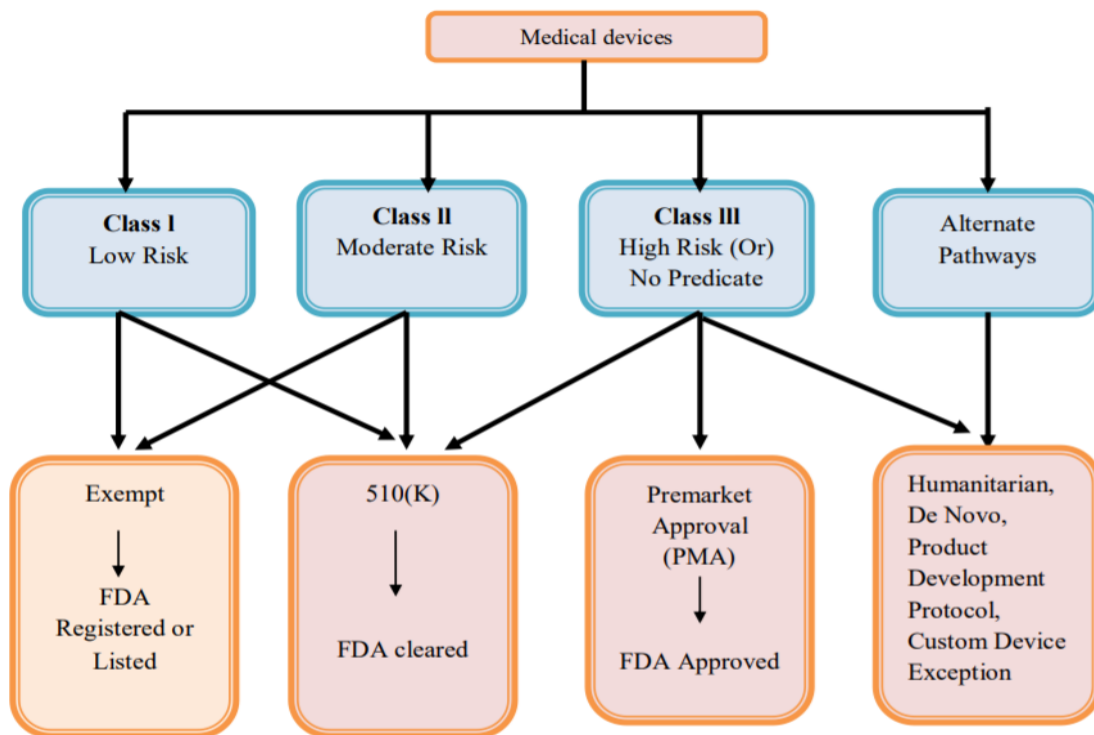 Medical devices
Class I
Low Risk
Class II
Moderate Risk
Class III
High Risk (Or)
No Predicate
Alternate
Pathways
Exempt
FDA
Registered or
Listed
510(K)
FDA cleared
Premarket
Approval
(PMA)
FDA Approved
Humanitarian,
De Novo,
Product
Development
Protocol,
Custom Device
Exception